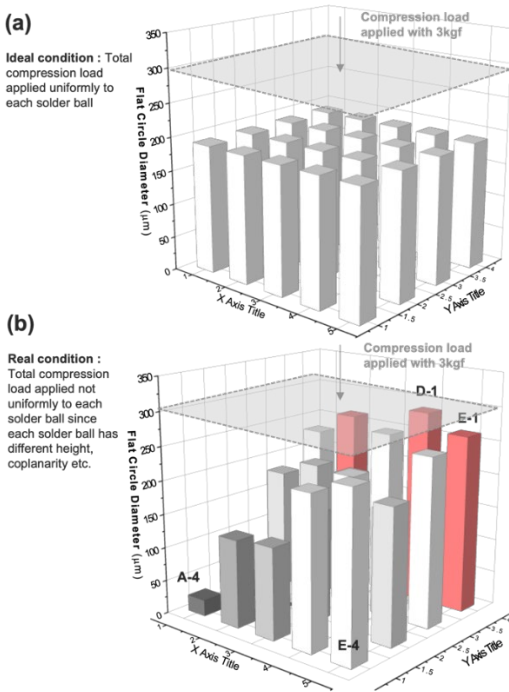 (a)
Ideal condition : Total
compression load
applied uniformly to
each solder ball
Compression load
applied with 3kgf
Flat Circle Diameter (μm)
350
300
250
200
150
100
50
0
1
2
3
4
5
X Axis Title
1
1.5
2
2.5
3
3.5
4
Y Axis Title
(b)
Real condition :
Total compression
load applied not
uniformly to each
solder ball since
each solder ball has
different height,
coplanarity etc.
Compression load
applied with 3kgf
D-1
E-1
A-4
E-4
Flat Circle Diameter (μm)
350
300
250
200
150
100
50
0
1
2
3
4
5
X Axis Title
1
1.5
2
2.5
3
3.5
4
Y Axis Title